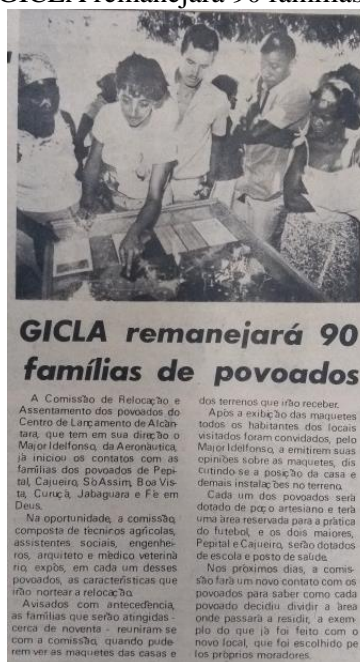 GICLA remanejará 90 famílias
GICLA remanejará 90
famílias de povoados
A Comissão de Relocação e
Assentamento dos povoados do
Centro de Lançamento de Alcân-
tara, que tem em sua direção o
Major Idelfonso, da Aeronáutica,
já iniciou os contatos com as
famílias dos povoados de Pepi-
tal, Cajueiro, SóAssim, Boa Vis-
ta, Curuçá, Jabaguara e Fé em
Deus.
Na oportunidade, a comissão,
composta de técnicos agrícolas,
assistentes sociais, engenhei-
ros, arquiteto e médico veteriná
rio, expôs, em cada um desses
povoados, as características que
irão nortear a relocação.
Avisados com antecedência,
as famílias que serão atingidas -
cerca de noventa - reuniram-se
com a comissão, quando pude-
rem ver as maquetes das casas e
dos terrenos que irão receber.
Após a exibição das maquetes
todos os habitantes dos locais
visitados foram convidados, pelo
Major Idelfonso, a emitirem suas
opiniões sobre as maquetes, dis-
cutindo-se a posição da casa e
demais instalações no terreno.
Cada um dos povoados será
dotado de poço artesiano e terá
uma área reservada para a prática
do futebol, e os dois maiores,
Pepital e Cajueiro, serão dotados
de escola e posto de saúde.
Nos próximos dias, a comis-
são fará um novo contato com os
povoados para saber como cada
povoado decidiu dividir a área
onde passará a residir, a exem-
plo do que já foi feito com o
novo local, que foi escolhido pe
los próprios moradores.